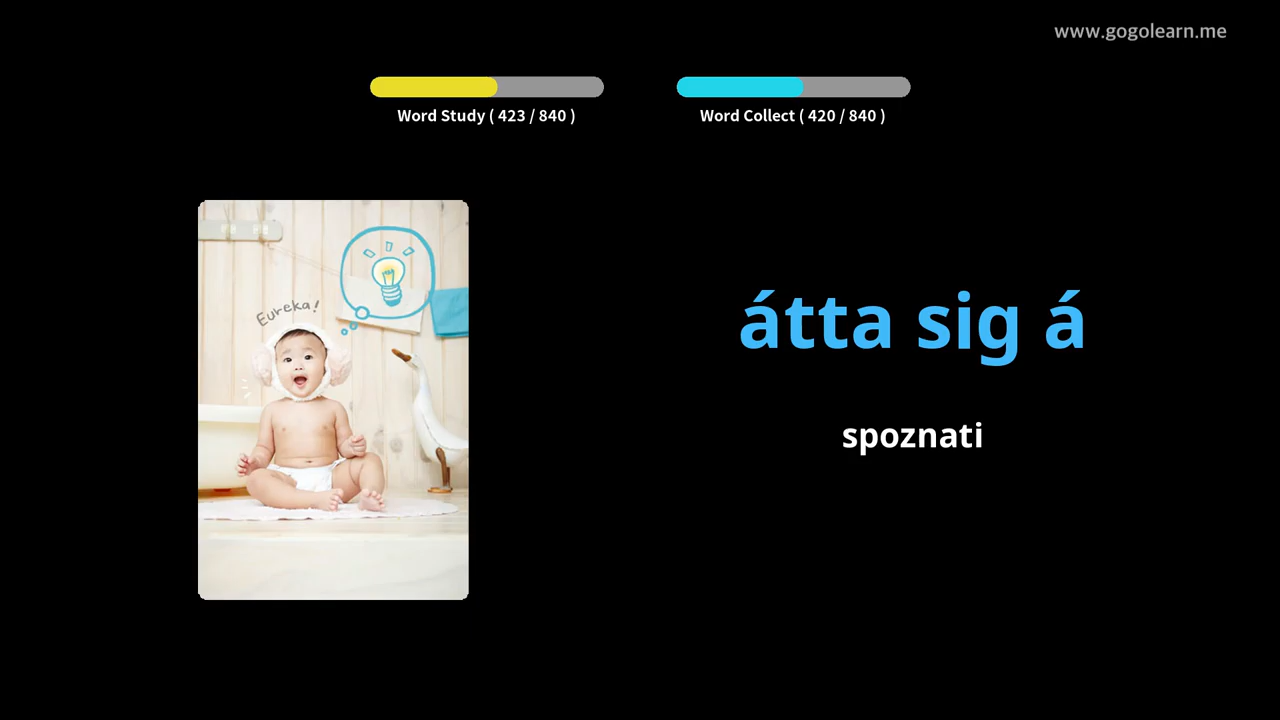 www.gogolearn.me
Word Study ( 423 / 840 )
Word Collect ( 420 / 840 )
Eureka!
átta sig á
spoznati